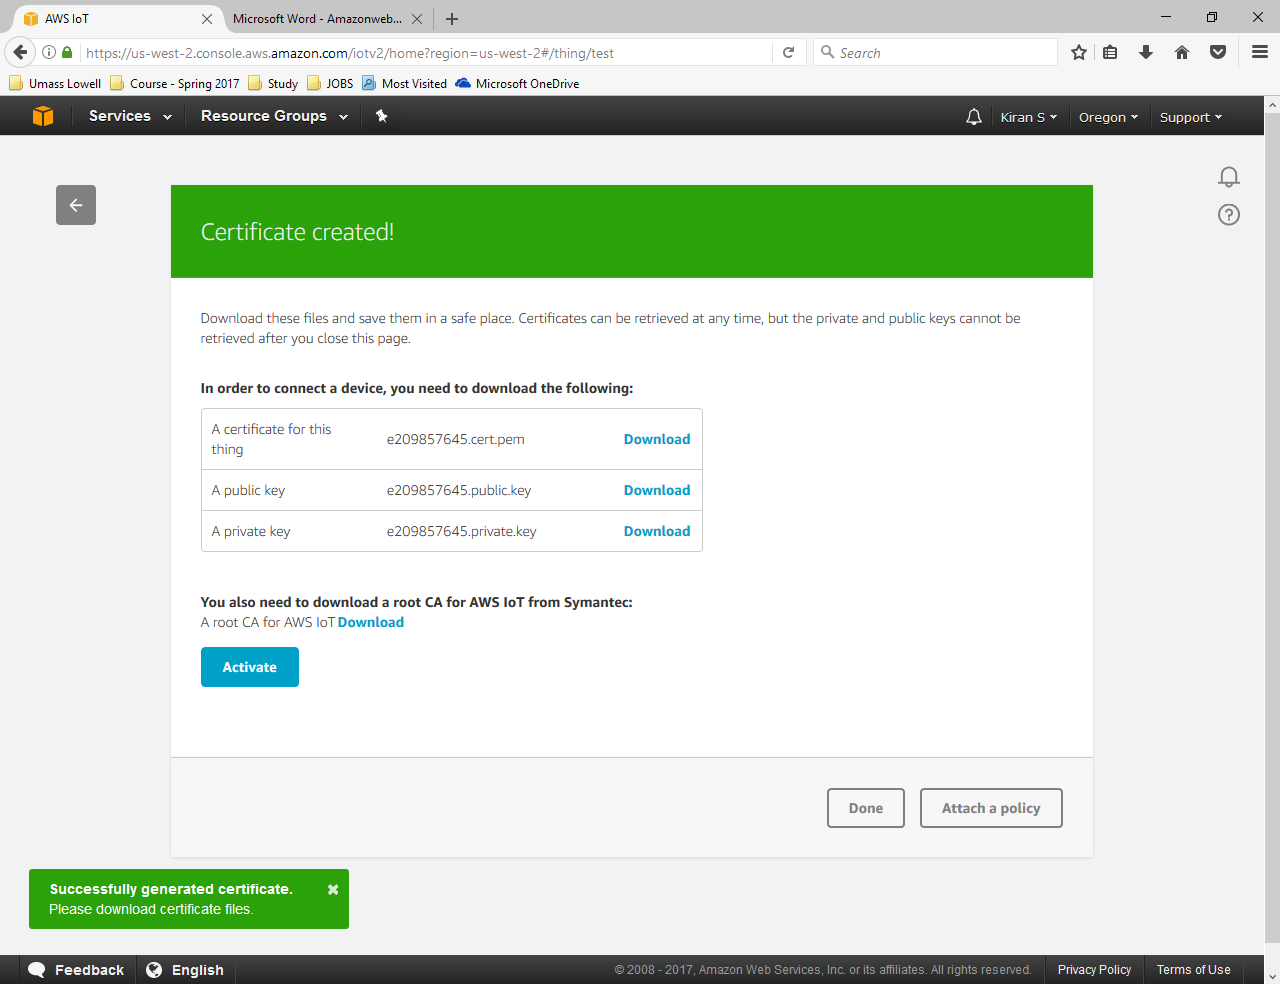 AWS IoT
Microsoft Word - Amazonweb...
https://us-west-2.console.aws.amazon.com/iotv2/home?region=us-west-2#/thing/test
Search
Umass Lowell
Course - Spring 2017
Study
JOBS
Most Visited
Microsoft OneDrive
Services
Resource Groups
Kiran S
Oregon
Support
Certificate created!
Download these files and save them in a safe place. Certificates can be retrieved at any time, but the private and public keys cannot be
retrieved after you close this page.
In order to connect a device, you need to download the following:
A certificate for this
thing
e209857645.cert.pem
Download
A public key
e209857645.public.key
Download
A private key
e209857645.private.key
Download
You also need to download a root CA for AWS IoT from Symantec:
A root CA for AWS IoT Download
Activate
Done
Attach a policy
Successfully generated certificate.
Please download certificate files.
Feedback
English
© 2008 - 2017, Amazon Web Services, Inc. or its affiliates. All rights reserved.
Privacy Policy
Terms of Use